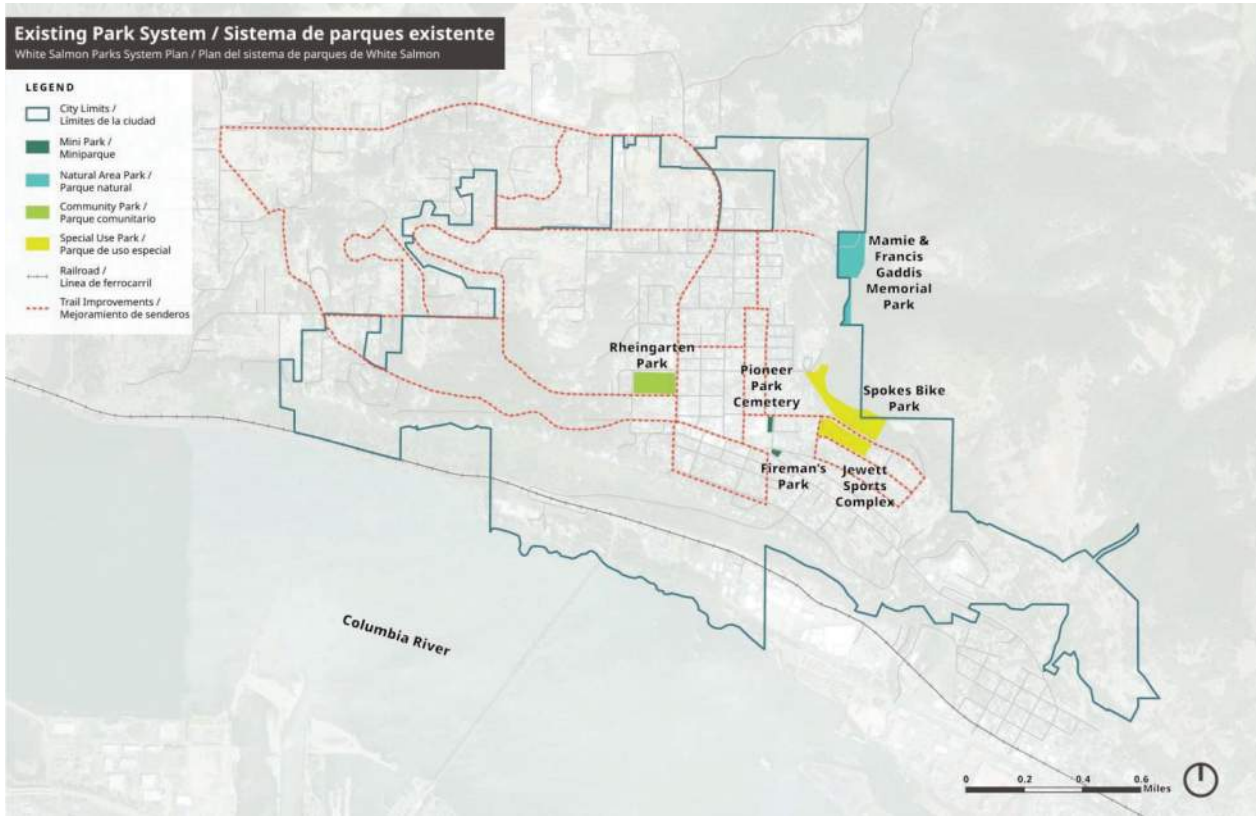 Existing Park System / Sistema de parques existente
White Salmon Parks System Plan / Plan del sistema de parques de White Salmon
LEGEND
City Limits /
Límites de la ciudad
Mini Park /
Miniparque
Natural Area Park /
Parque natural
Community Park /
Parque comunitario
Special Use Park /
Parque de uso especial
Railroad /
Línea de ferrocarril
Trail Improvements /
Mejoramiento de senderos
Mamie &
Francis
Gaddis
Memorial
Park
Rheingarten
Park
Pioneer
Park
Cemetery
Spokes Bike
Park
Fireman's
Park
Jewett
Sports
Complex
Columbia River
0 0.2 0.4 0.6
Miles